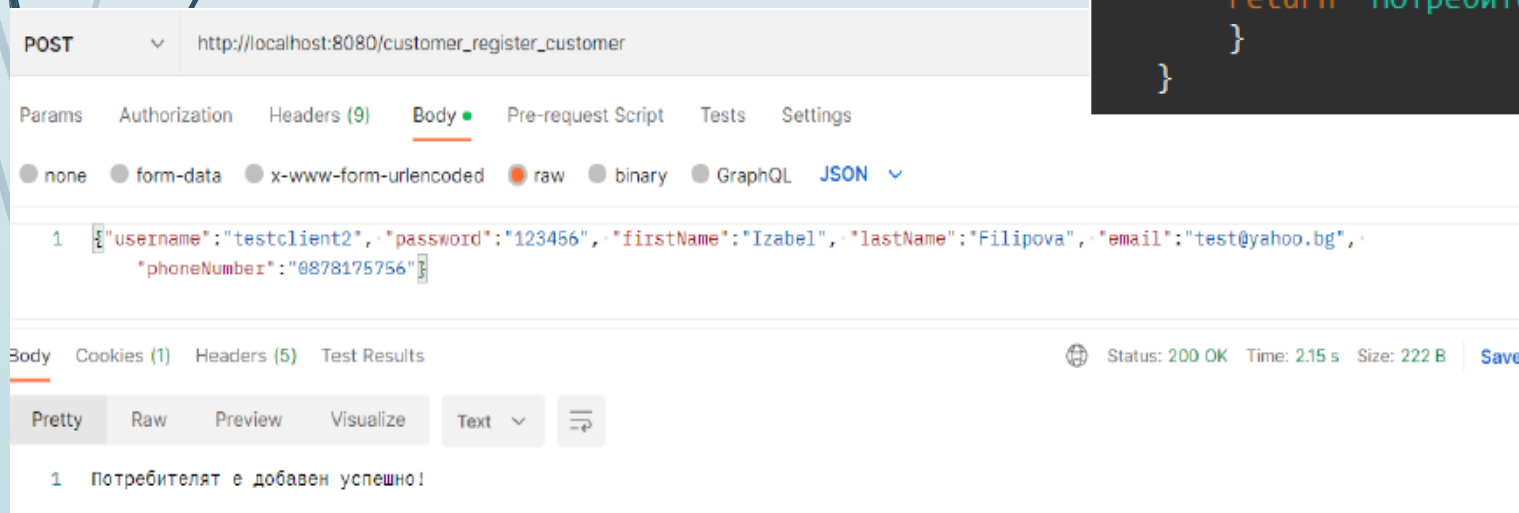 return
}
}
POST http://localhost:8080/customer_register_customer
Params Authorization Headers (9) Body Pre-request Script Tests Settings
none form-data x-www-form-urlencoded raw binary GraphQL JSON
1 {"username":"testclient2", "password":"123456", "firstName":"Izabel", "lastName":"Filipova", "email":"test@yahoo.bg",
"phoneNumber":"0878175756"}
Body Cookies (1) Headers (5) Test Results Status: 200 OK Time: 2.15 s Size: 222 B Save
Pretty Raw Preview Visualize Text
1 Потребителят е добавен успешно!